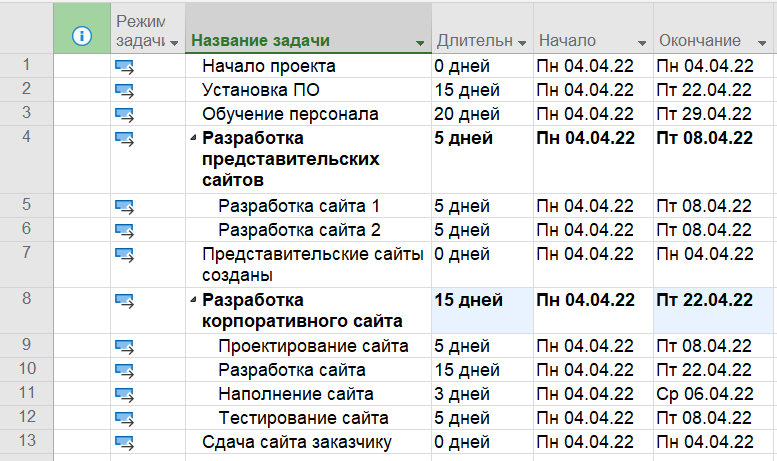 Режим задачи Название задачи Длительн Начало Окончание
1 Начало проекта 0 дней Пн 04.04.22 Пн 04.04.22
2 Установка ПО 15 дней Пн 04.04.22 Пт 22.04.22
3 Обучение персонала 20 дней Пн 04.04.22 Пт 29.04.22
4 Разработка 5 дней Пн 04.04.22 Пт 08.04.22
представительских
сайтов
5 Разработка сайта 1 5 дней Пн 04.04.22 Пт 08.04.22
6 Разработка сайта 2 5 дней Пн 04.04.22 Пт 08.04.22
7 Представительские сайты 0 дней Пн 04.04.22 Пн 04.04.22
созданы
8 Разработка 15 дней Пн 04.04.22 Пт 22.04.22
корпоративного сайта
9 Проектирование сайта 5 дней Пн 04.04.22 Пт 08.04.22
10 Разработка сайта 15 дней Пн 04.04.22 Пт 22.04.22
11 Наполнение сайта 3 дней Пн 04.04.22 Ср 06.04.22
12 Тестирование сайта 5 дней Пн 04.04.22 Пт 08.04.22
13 Сдача сайта заказчику 0 дней Пн 04.04.22 Пн 04.04.22